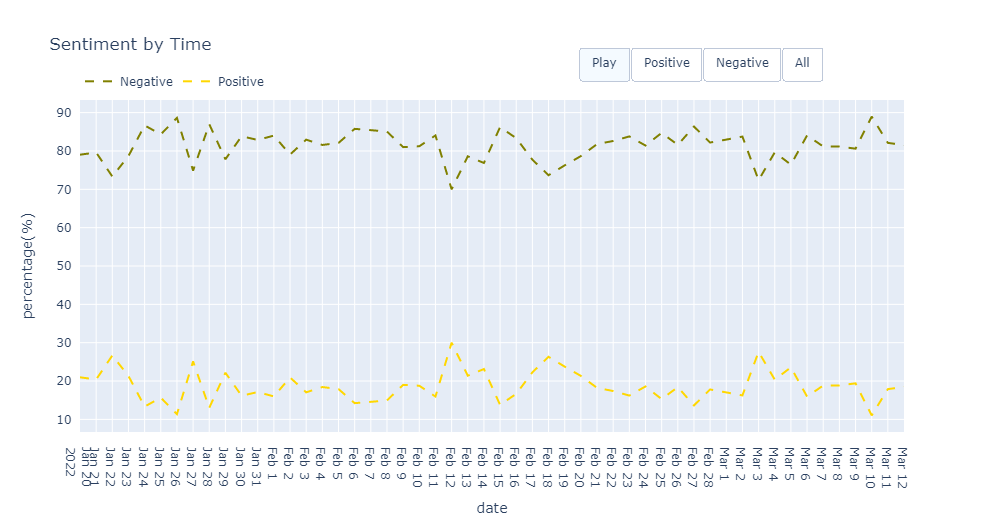 Sentiment by Time
Negative
Positive
Play
Positive
Negative
All
90
80
70
60
50
40
30
20
10
percentage(%)
Jan 20
2022
Jan 21
Jan 22
Jan 23
Jan 24
Jan 25
Jan 26
Jan 27
Jan 28
Jan 29
Jan 30
Jan 31
Feb 1
Feb 2
Feb 3
Feb 4
Feb 5
Feb 6
Feb 7
Feb 8
Feb 9
Feb 10
Feb 11
Feb 12
Feb 13
Feb 14
Feb 15
Feb 16
Feb 17
Feb 18
Feb 19
Feb 20
Feb 21
Feb 22
Feb 23
Feb 24
Feb 25
Feb 26
Feb 27
Feb 28
Mar 1
Mar 2
Mar 3
Mar 4
Mar 5
Mar 6
Mar 7
Mar 8
Mar 9
Mar 10
Mar 11
Mar 12
date